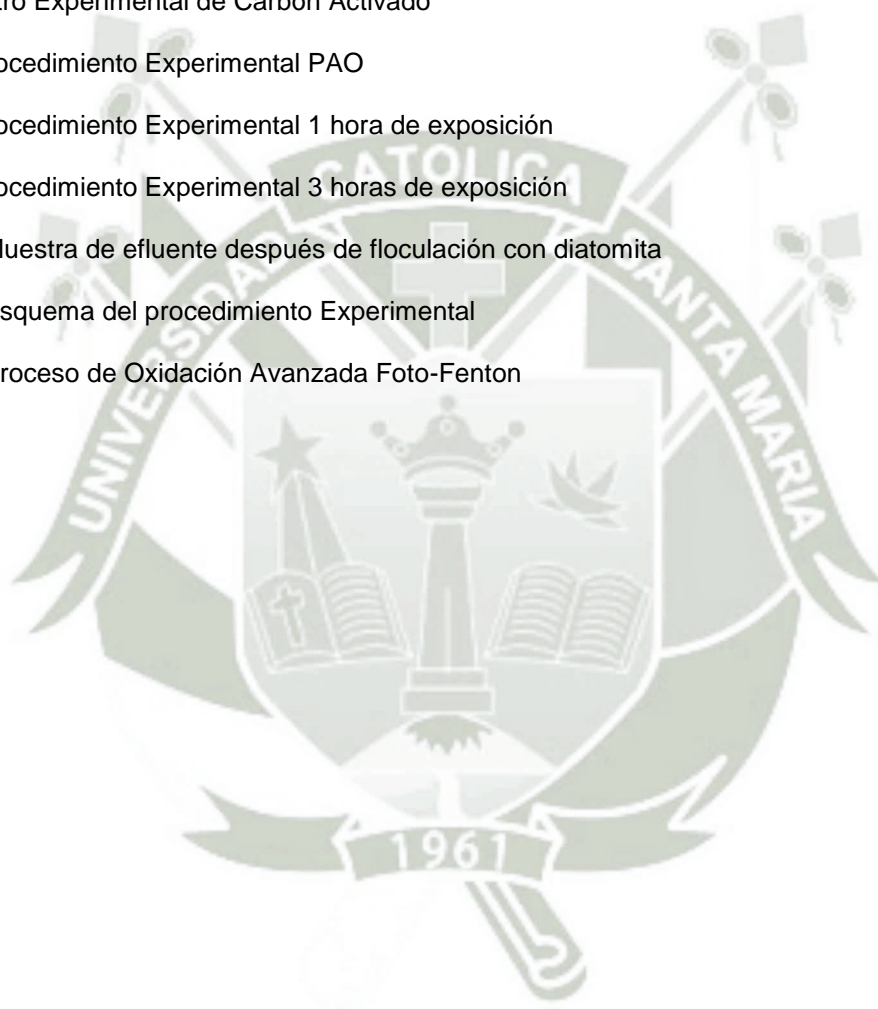 tro Experimental de Carbon Activado
ocedimiento Experimental PAO
ocedimiento Experimental 1 hora de exposición
ocedimiento Experimental 3 horas de exposición
uestra de efluente después de floculación con diatomita
squema del procedimiento Experimental
roceso de Oxidación Avanzada Foto-Fenton
UNIVERSIDAD CATOLICA SANTA MARIA
1961